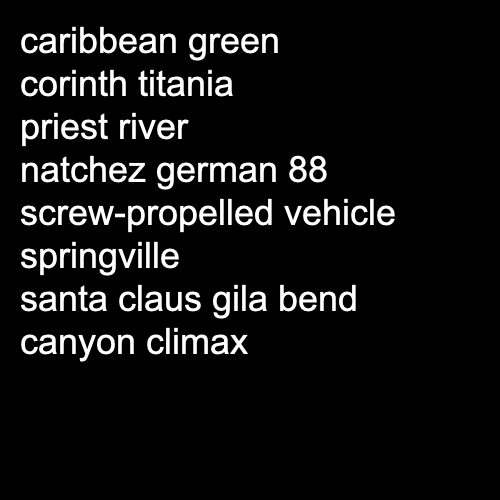 caribbean green
corinth titania
priest river
natchez german 88
screw-propelled vehicle
springville
santa claus gila bend
canyon climax